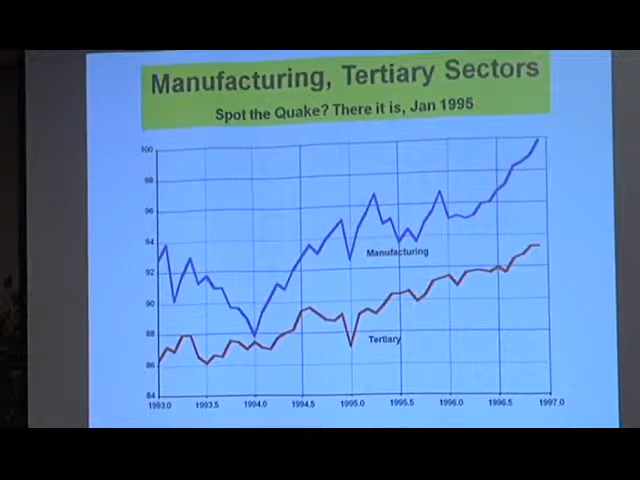 Manufacturing, Tertiary Sectors
Spot the Quake? There it is, Jan 1995
100
98
96
94
92
90
88
86
84
Manufacturing
Tertiary
1993.0 1993.5 1994.0 1994.5 1995.0 1995.5 1996.0 1996.5 1997.0